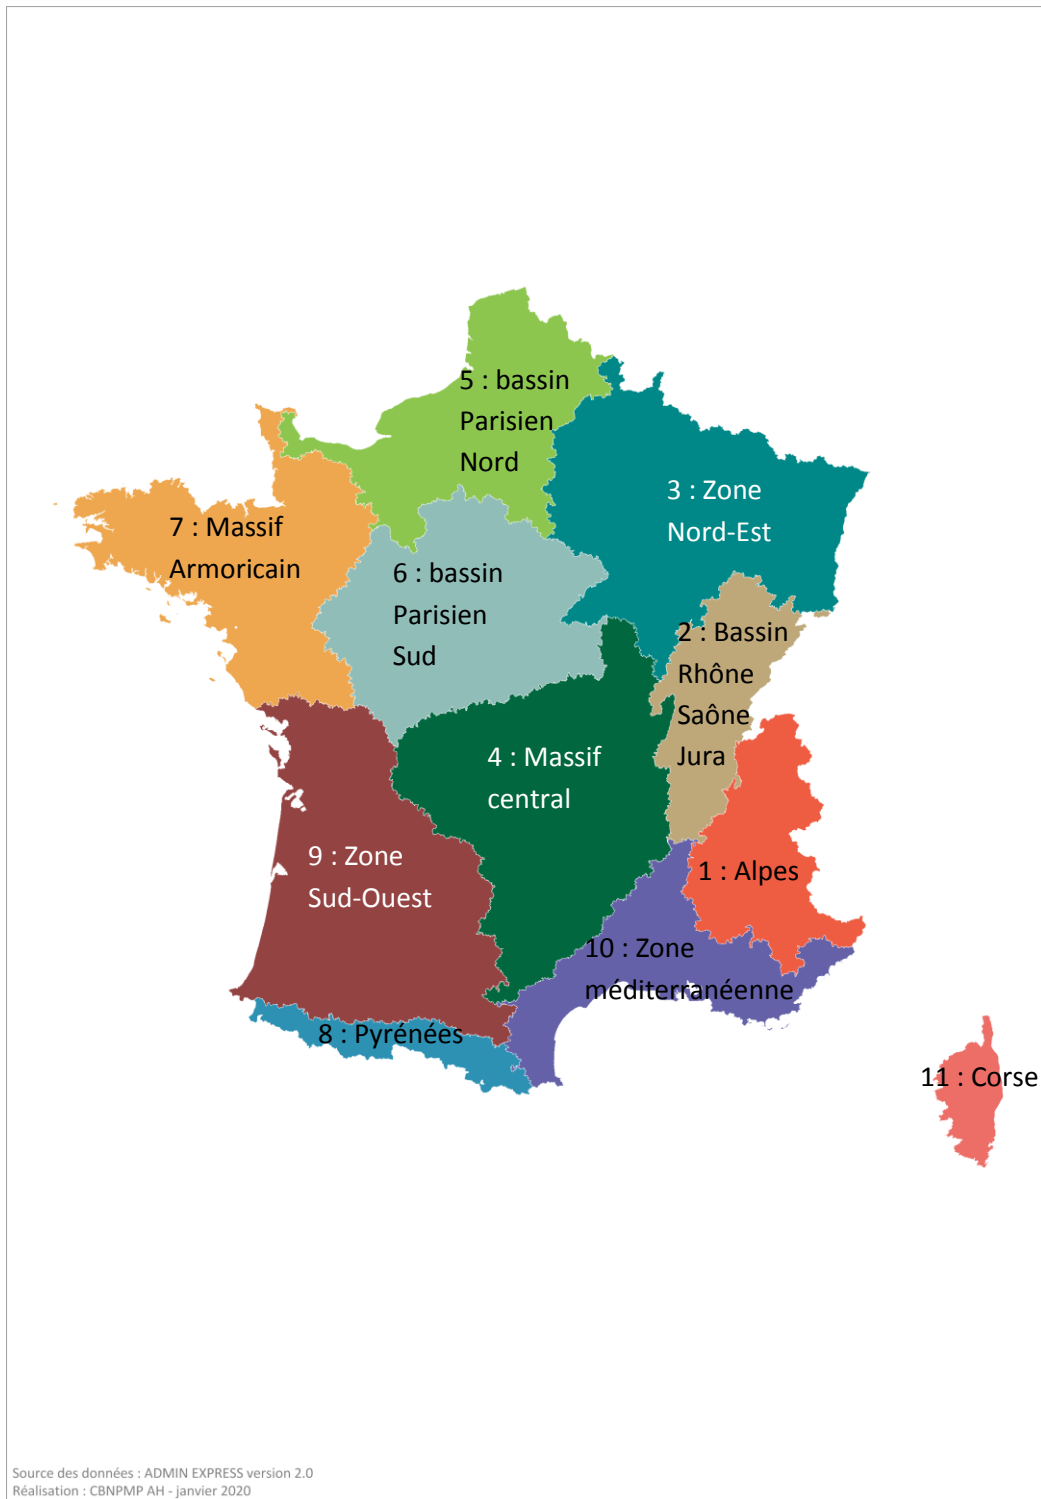 5 : bassin
Parisien
Nord
3 : Zone
Nord-Est
7 : Massif
Armoricain
6 : bassin
Parisien
Sud
2 : Bassin
Rhône
Saône
Jura
4 : Massif
central
9 : Zone
Sud-Ouest
1 : Alpes
10 : Zone
méditerranéenne
8 : Pyrénées
11 : Corse
Source des données : ADMIN EXPRESS version 2.0
Réalisation : CBNPMP AH - janvier 2020